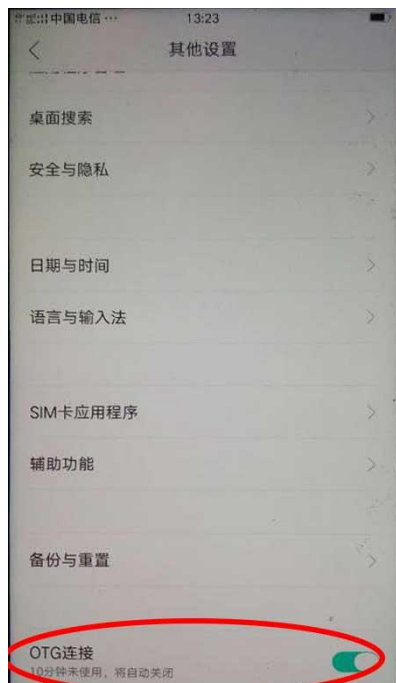 中国电信… 13:23
其他设置
桌面搜索
安全与隐私
日期与时间
语言与输入法
SIM卡应用程序
辅助功能
备份与重置
OTG连接
10分钟未使用，将自动关闭